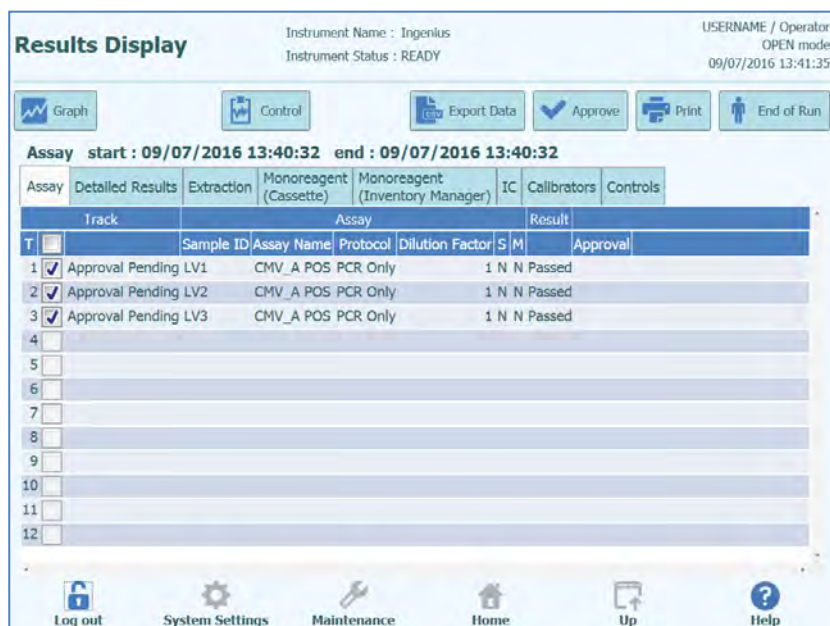 Results Display
Instrument Name : Ingenius
Instrument Status : READY
USERNAME / Operator
OPEN mode
09/07/2016 13:41:35
Graph Control Export Data Approve Print End of Run
Assay start : 09/07/2016 13:40:32 end : 09/07/2016 13:40:32
Assay Detailed Results Extraction Monoreagent (Cassette) Monoreagent (Inventory Manager) IC Calibrators Controls
Track Assay Result
T Sample ID Assay Name Protocol Dilution Factor S M Approval
1 Approval Pending LV1 CMV_A POS PCR Only 1 N N Passed
2 Approval Pending LV2 CMV_A POS PCR Only 1 N N Passed
3 Approval Pending LV3 CMV_A POS PCR Only 1 N N Passed
4
5
6
7
8
9
10
11
12
Log out System Settings Maintenance Home Up Help